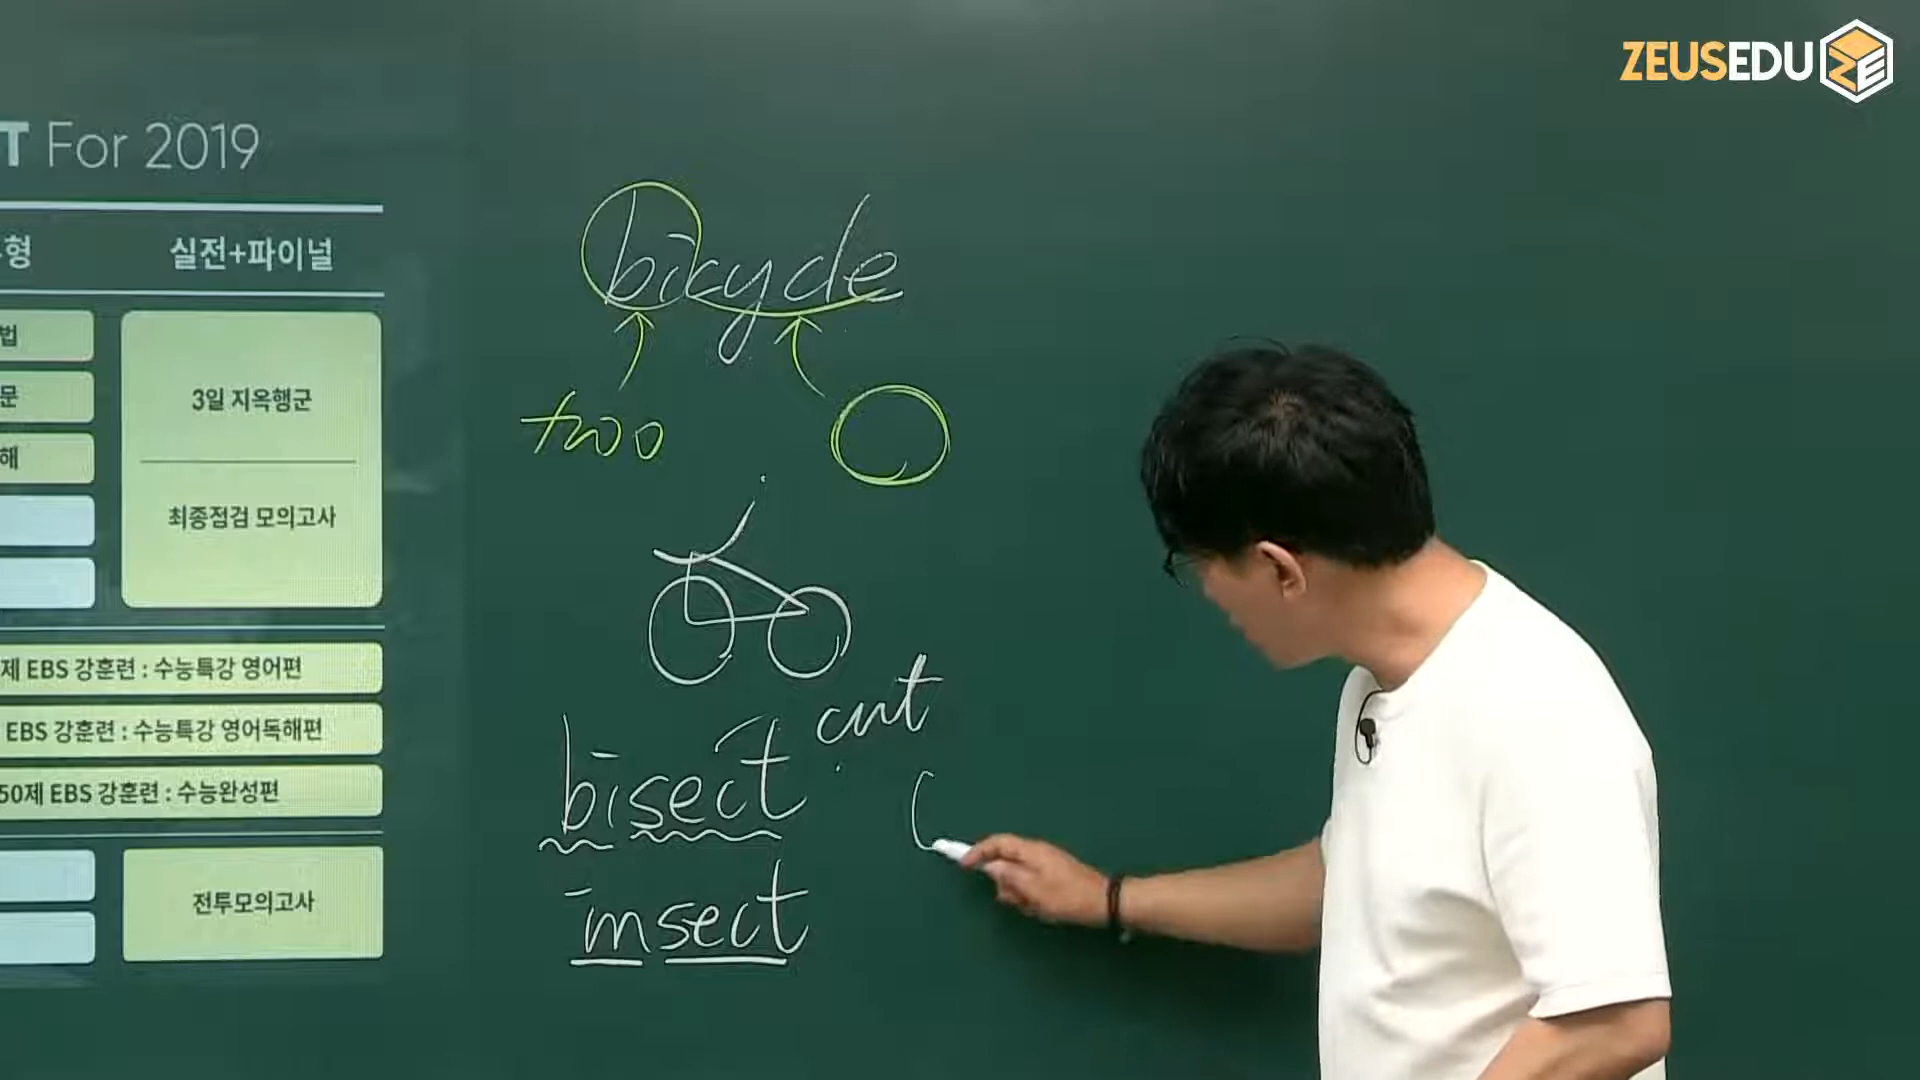 ZEUSEDU
T For 2019
형 실전+파이널
법
문
해
3일 지옥행군
최종점검 모의고사
제 EBS 강훈련 : 수능특강 영어편
EBS 강훈련 : 수능특강 영어독해편
50제 EBS 강훈련 : 수능완성편
전투모의고사
bicycle
two
cut
bisect
insect